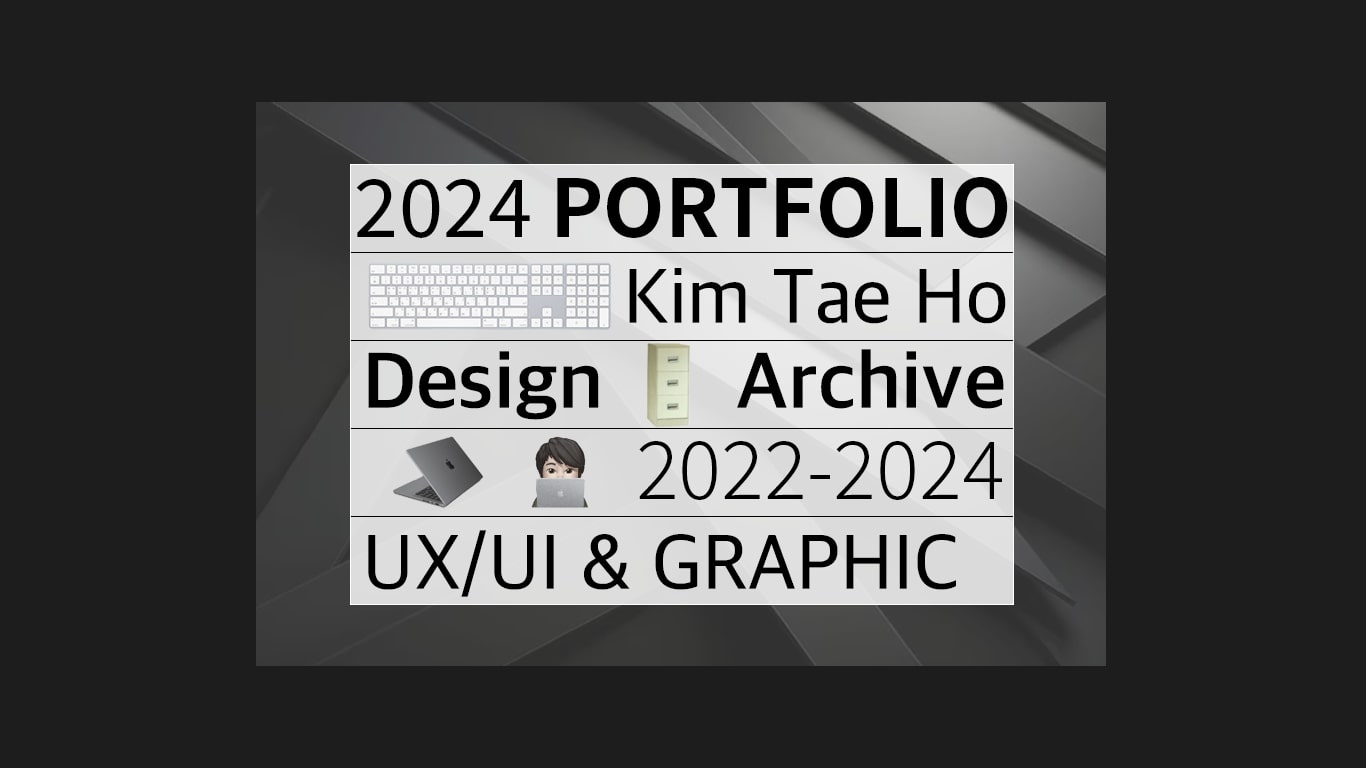 2024 PORTFOLIO
Kim Tae Ho
Design Archive
2022-2024
UX/UI & GRAPHIC